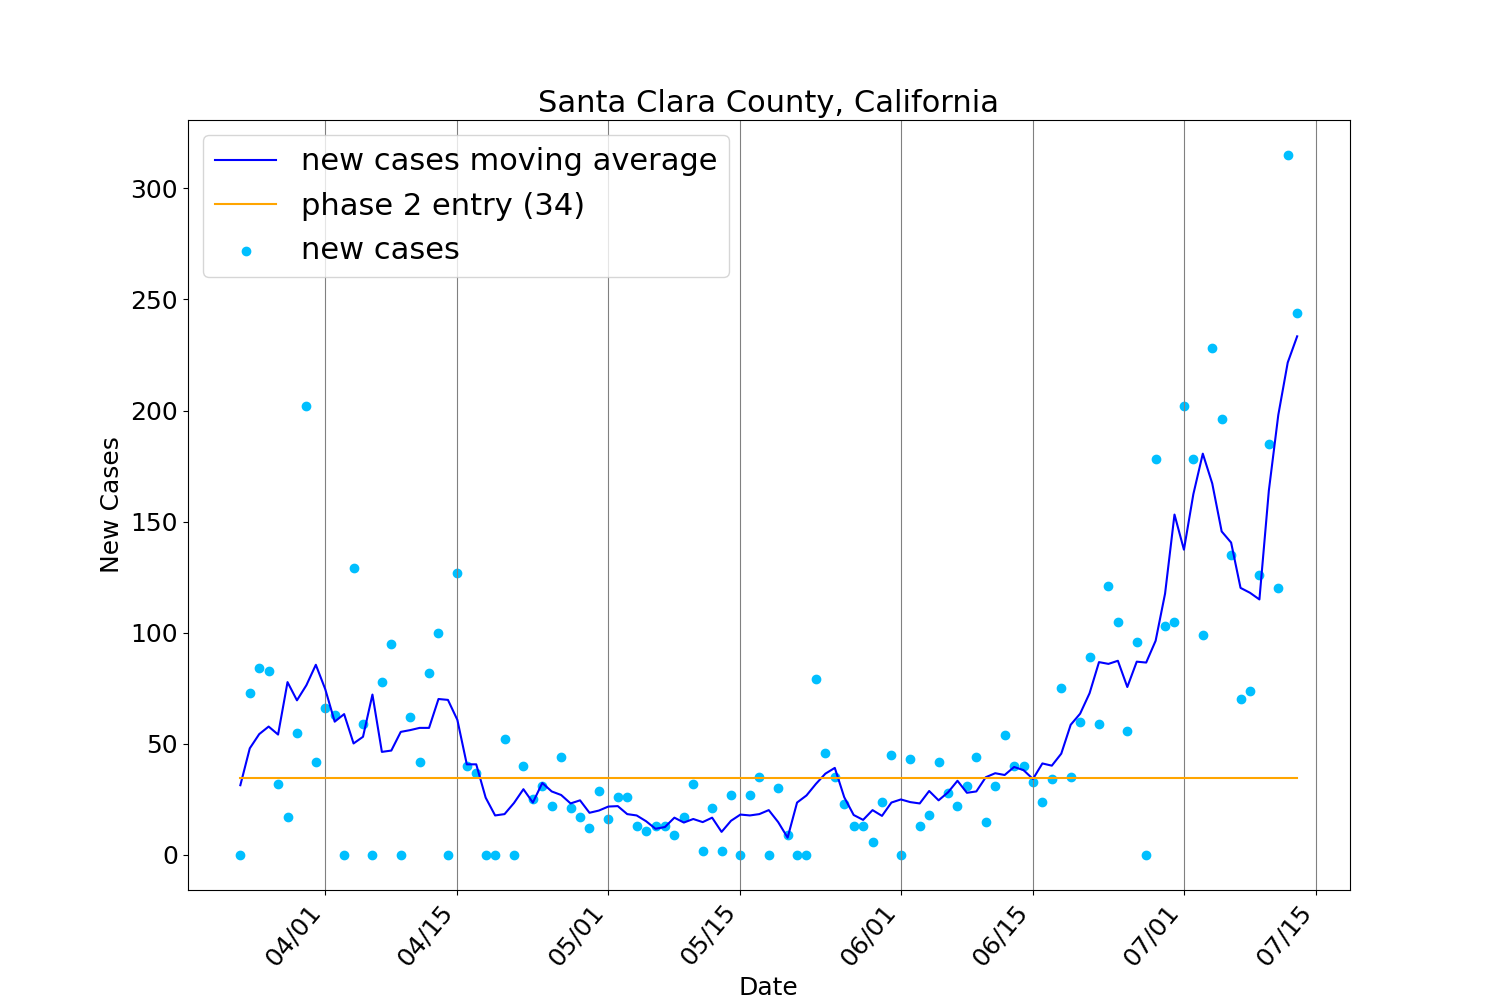 Santa Clara County, California
new cases moving average
phase 2 entry (34)
new cases
New Cases
300
250
200
150
100
50
0
04/01
04/15
05/01
05/15
06/01
06/15
07/01
07/15
Date